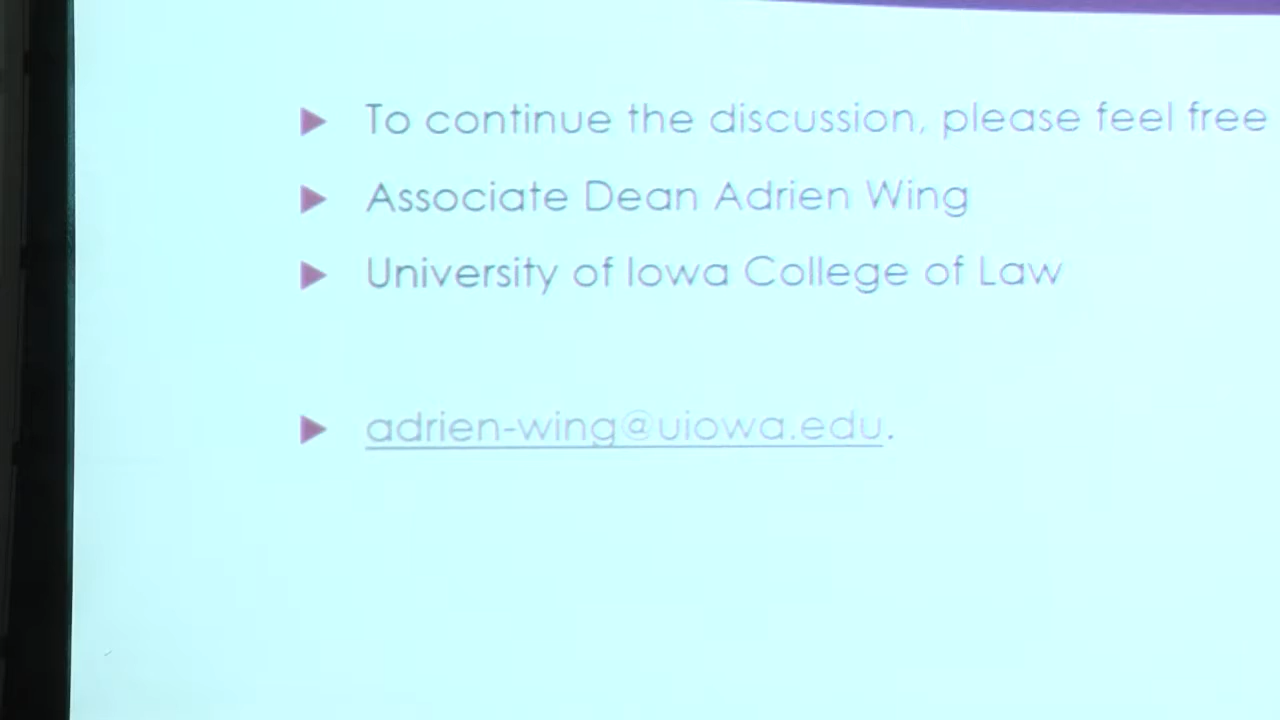 To continue the discussion, please feel free
Associate Dean Adrien Wing
University of Iowa College of Law
adrien-wing@uiowa.edu.